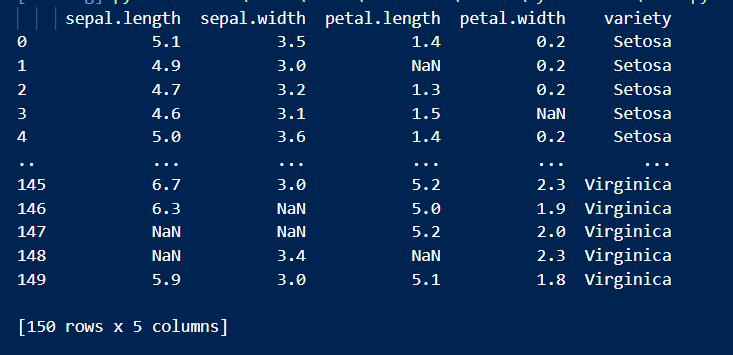 sepal.length sepal.width petal.length petal.width variety
0 5.1 3.5 1.4 0.2 Setosa
1 4.9 3.0 NaN 0.2 Setosa
2 4.7 3.2 1.3 0.2 Setosa
3 4.6 3.1 1.5 NaN Setosa
4 5.0 3.6 1.4 0.2 Setosa
.. ... ... ... ... ...
145 6.7 3.0 5.2 2.3 Virginica
146 6.3 NaN 5.0 1.9 Virginica
147 NaN NaN 5.2 2.0 Virginica
148 NaN 3.4 NaN 2.3 Virginica
149 5.9 3.0 5.1 1.8 Virginica
[150 rows x 5 columns]